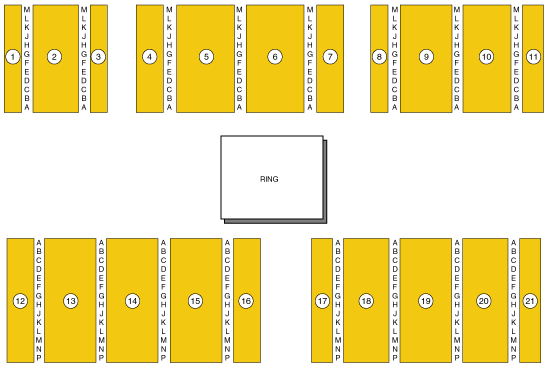 M M M M M M M M
L L L L L L L L
K K K K K K K K
J J J J J J J J
H H H H H H H H
1 G 2 G 3 4 G 5 G 6 G 7 8 G 9 G 10 G 11
F F F F F F F F
E E E E E E E E
D D D D D D D D
C C C C C C C C
B B B B B B B B
A A A A A A A A
RING
A A A A A A A A
B B B B B B B B
C C C C C C C C
D D D D D D D D
E E E E E E E E
F F F F F F F F
12 G 13 G 14 G 15 G 16 17 G 18 G 19 G 20 G 21
H H H H H H H H
J J J J J J J J
K K K K K K K K
L L L L L L L L
M M M M M M M M
N N N N N N N N
P P P P P P P P